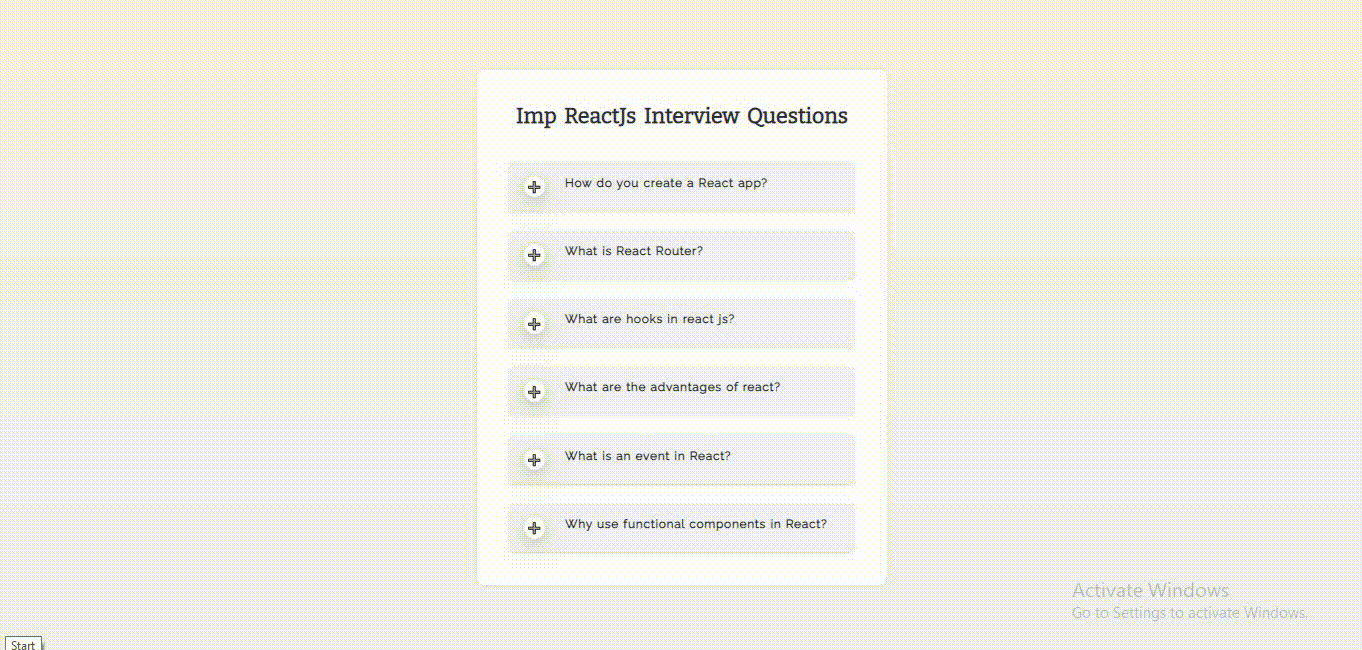 Imp ReactJs Interview Questions
How do you create a React app?
What is React Router?
What are hooks in react js?
What are the advantages of react?
What is an event in React?
Why use functional components in React?
Activate Windows
Go to Settings to activate Windows.
Start